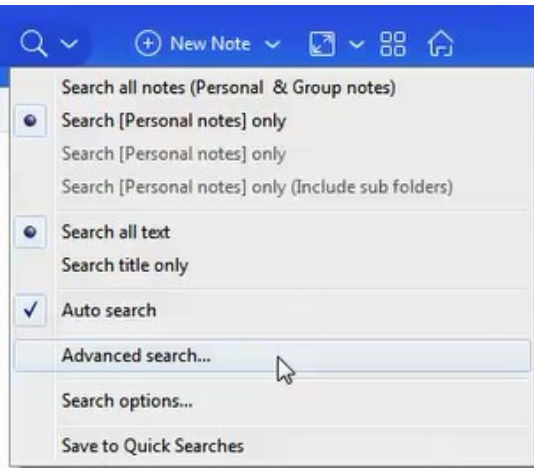 New Note
Search all notes (Personal & Group notes)
Search [Personal notes] only
Search [Personal notes] only
Search [Personal notes] only (Include sub folders)
Search all text
Search title only
Auto search
Advanced search...
Search options...
Save to Quick Searches